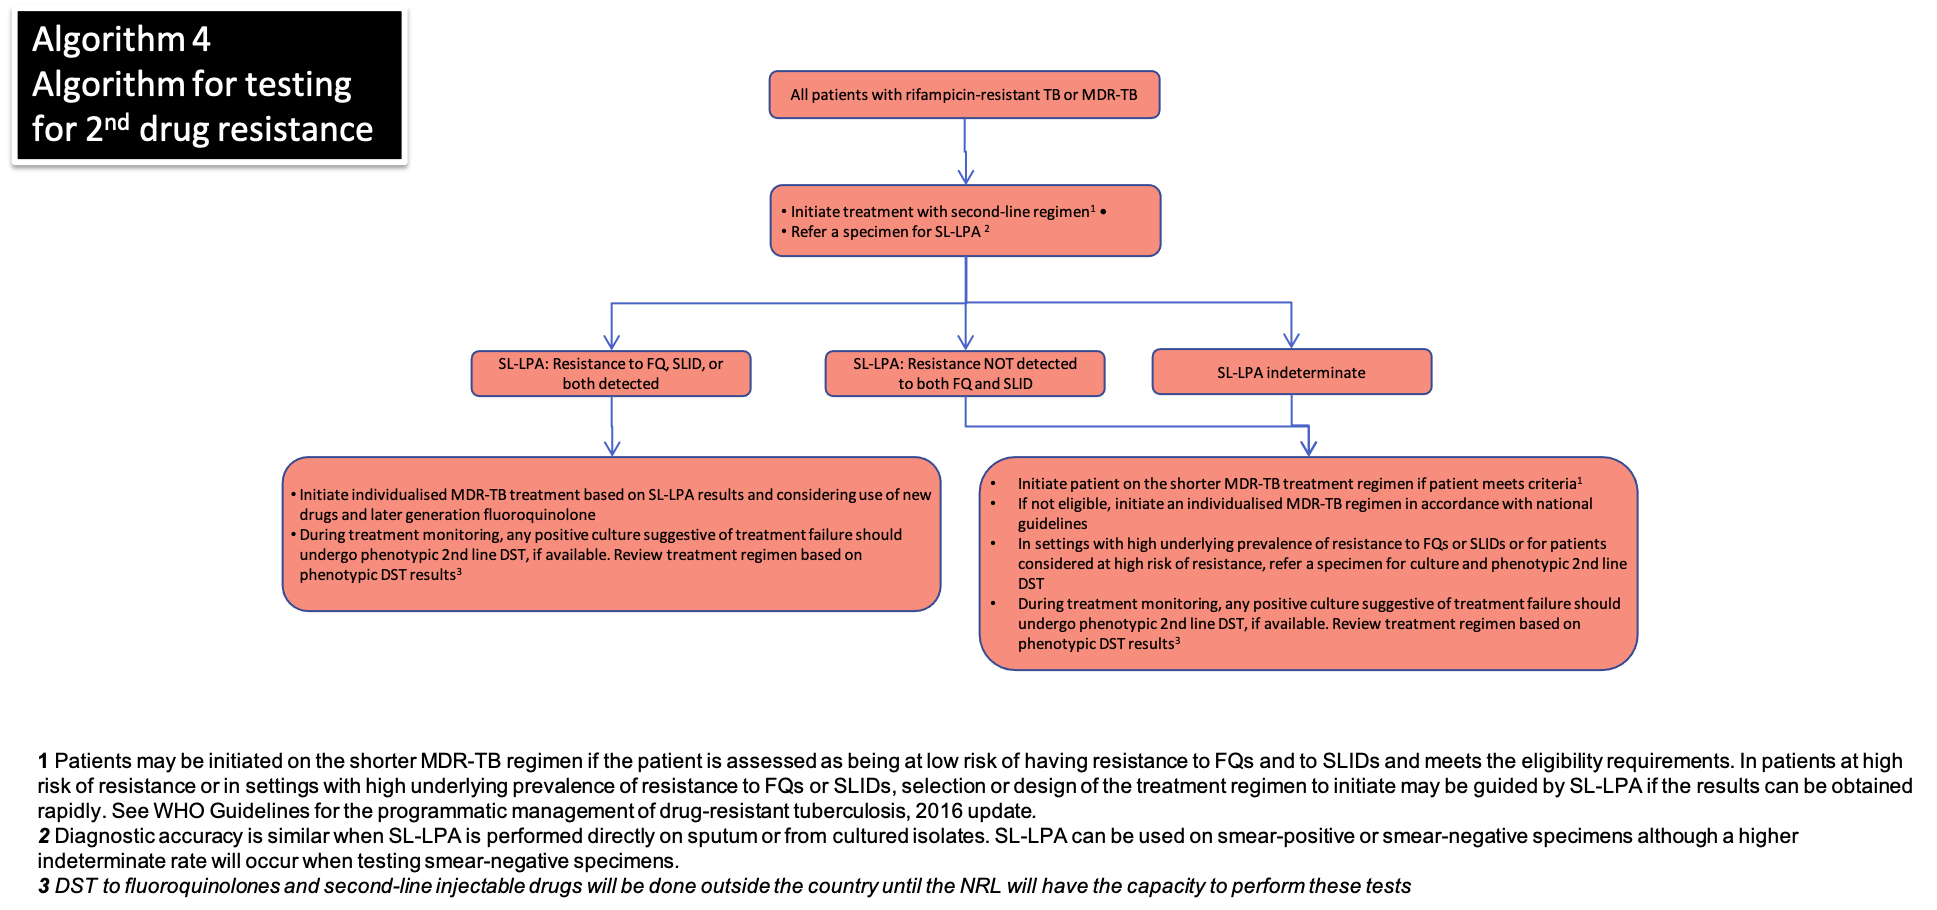 Algorithm 4
Algorithm for testing
for 2nd drug resistance
All patients with rifampicin-resistant TB or MDR-TB
• Initiate treatment with second-line regimen1 •
• Refer a specimen for SL-LPA 2
SL-LPA: Resistance to FQ, SLID, or
both detected
SL-LPA: Resistance NOT detected
to both FQ and SLID
SL-LPA indeterminate
• Initiate individualised MDR-TB treatment based on SL-LPA results and considering use of new
drugs and later generation fluoroquinolone
• During treatment monitoring, any positive culture suggestive of treatment failure should
undergo phenotypic 2nd line DST, if available. Review treatment regimen based on
phenotypic DST results3
• Initiate patient on the shorter MDR-TB treatment regimen if patient meets criteria1
• If not eligible, initiate an individualised MDR-TB regimen in accordance with national
guidelines
• In settings with high underlying prevalence of resistance to FQs or SLIDs or for patients
considered at high risk of resistance, refer a specimen for culture and phenotypic 2nd line
DST
• During treatment monitoring, any positive culture suggestive of treatment failure should
undergo phenotypic 2nd line DST, if available. Review treatment regimen based on
phenotypic DST results3
1 Patients may be initiated on the shorter MDR-TB regimen if the patient is assessed as being at low risk of having resistance to FQs and to SLIDs and meets the eligibility requirements. In patients at high
risk of resistance or in settings with high underlying prevalence of resistance to FQs or SLIDs, selection or design of the treatment regimen to initiate may be guided by SL-LPA if the results can be obtained
rapidly. See WHO Guidelines for the programmatic management of drug-resistant tuberculosis, 2016 update.
2 Diagnostic accuracy is similar when SL-LPA is performed directly on sputum or from cultured isolates. SL-LPA can be used on smear-positive or smear-negative specimens although a higher
indeterminate rate will occur when testing smear-negative specimens.
3 DST to fluoroquinolones and second-line injectable drugs will be done outside the country until the NRL will have the capacity to perform these tests